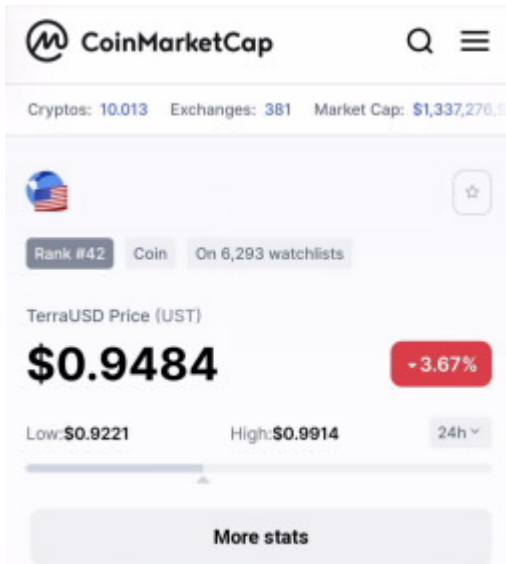 CoinMarketCap
Cryptos: 10.013 Exchanges: 381 Market Cap: $1,337,276,
Rank #42 Coin On 6,293 watchlists
TerraUSD Price (UST)
$0.9484 3.67%
Low:$0.9221 High:$0.9914 24h
More stats